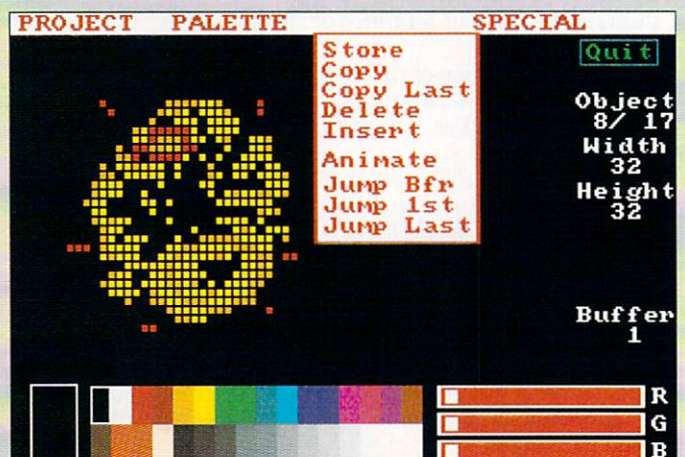 PROJECT PALETTE SPECIAL
Store
Copy
Copy Last
Delete
Insert
Animate
Jump Bfr
Jump 1st
Jump Last
Quit
Object
8/ 17
Width
32
Height
32
Buffer
1
R
G
B